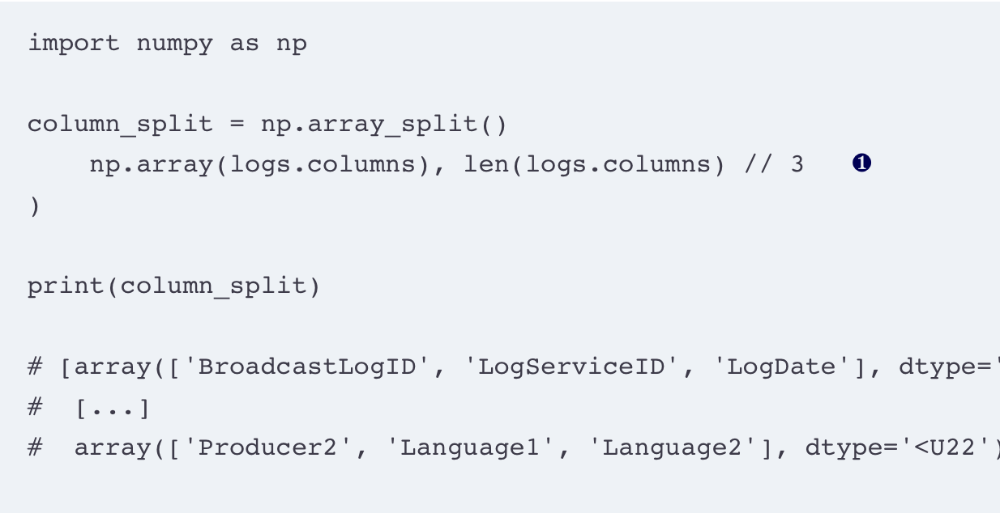 import numpy as np
column_split = np.array_split()
    np.array(logs.columns), len(logs.columns) // 3   ❶
)
print(column_split)
# [array(['BroadcastLogID', 'LogServiceID', 'LogDate'], dtype='
#  [...]
#  array(['Producer2', 'Language1', 'Language2'], dtype='<U22')